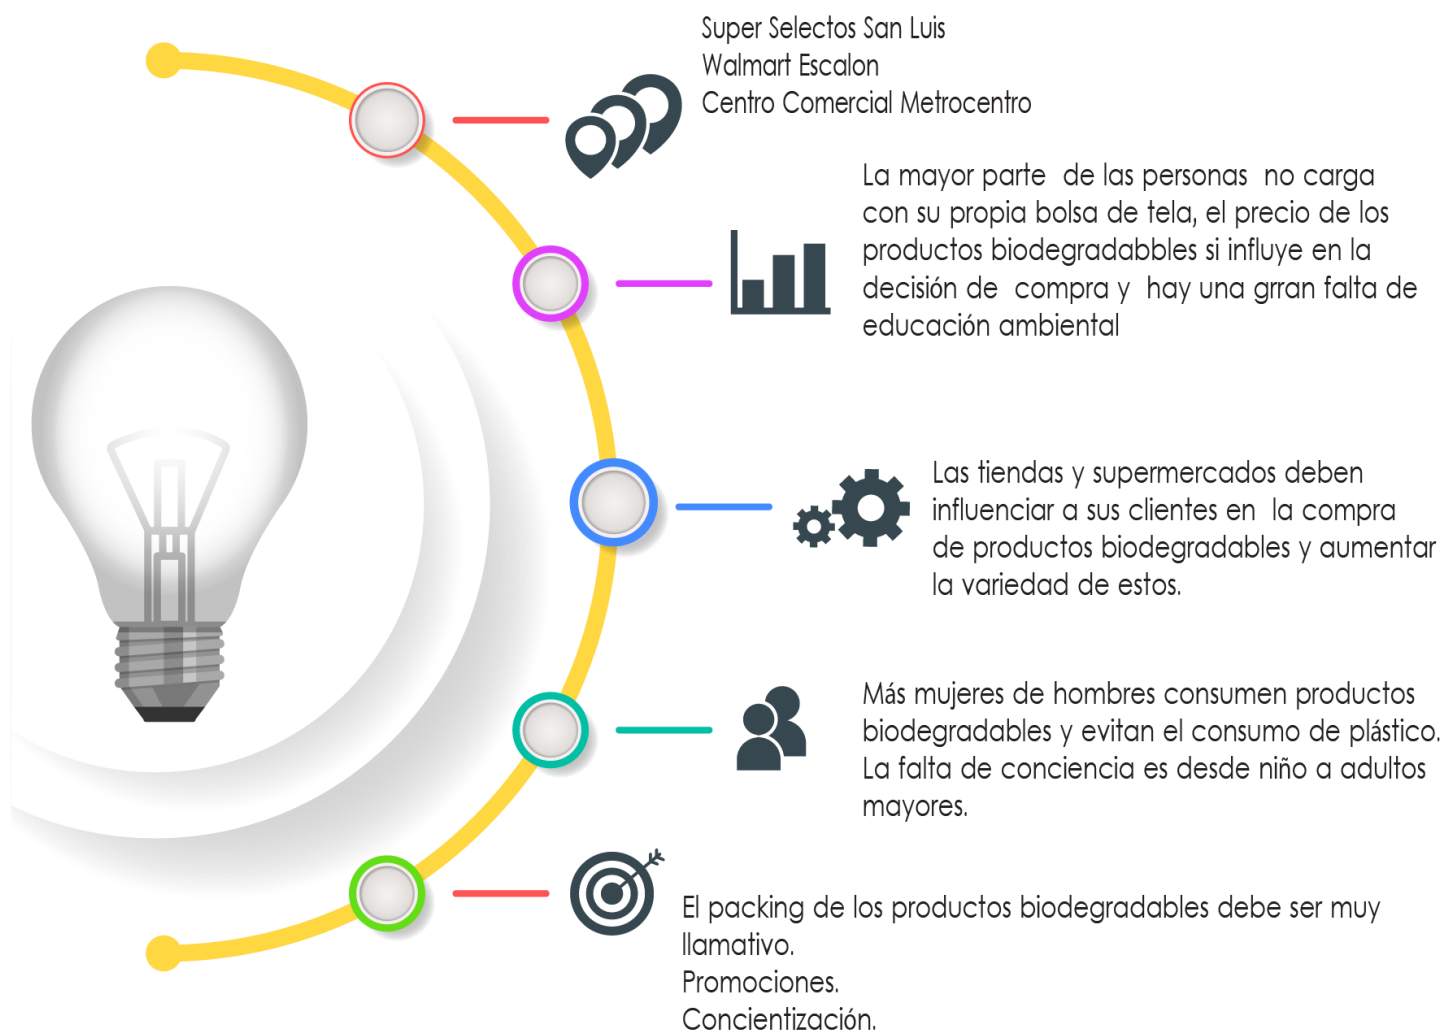 Super Selectos San Luis
Walmart Escalon
Centro Comercial Metrocentro
La mayor parte de las personas no carga
con su propia bolsa de tela, el precio de los
productos biodegradabbles si influye en la
decisión de compra y hay una grran falta de
educación ambiental
Las tiendas y supermercados deben
influenciar a sus clientes en la compra
de productos biodegradables y aumentar
la variedad de estos.
Más mujeres de hombres consumen productos
biodegradables y evitan el consumo de plástico.
La falta de conciencia es desde niño a adultos
mayores.
El packing de los productos biodegradables debe ser muy
llamativo.
Promociones.
Concientización.